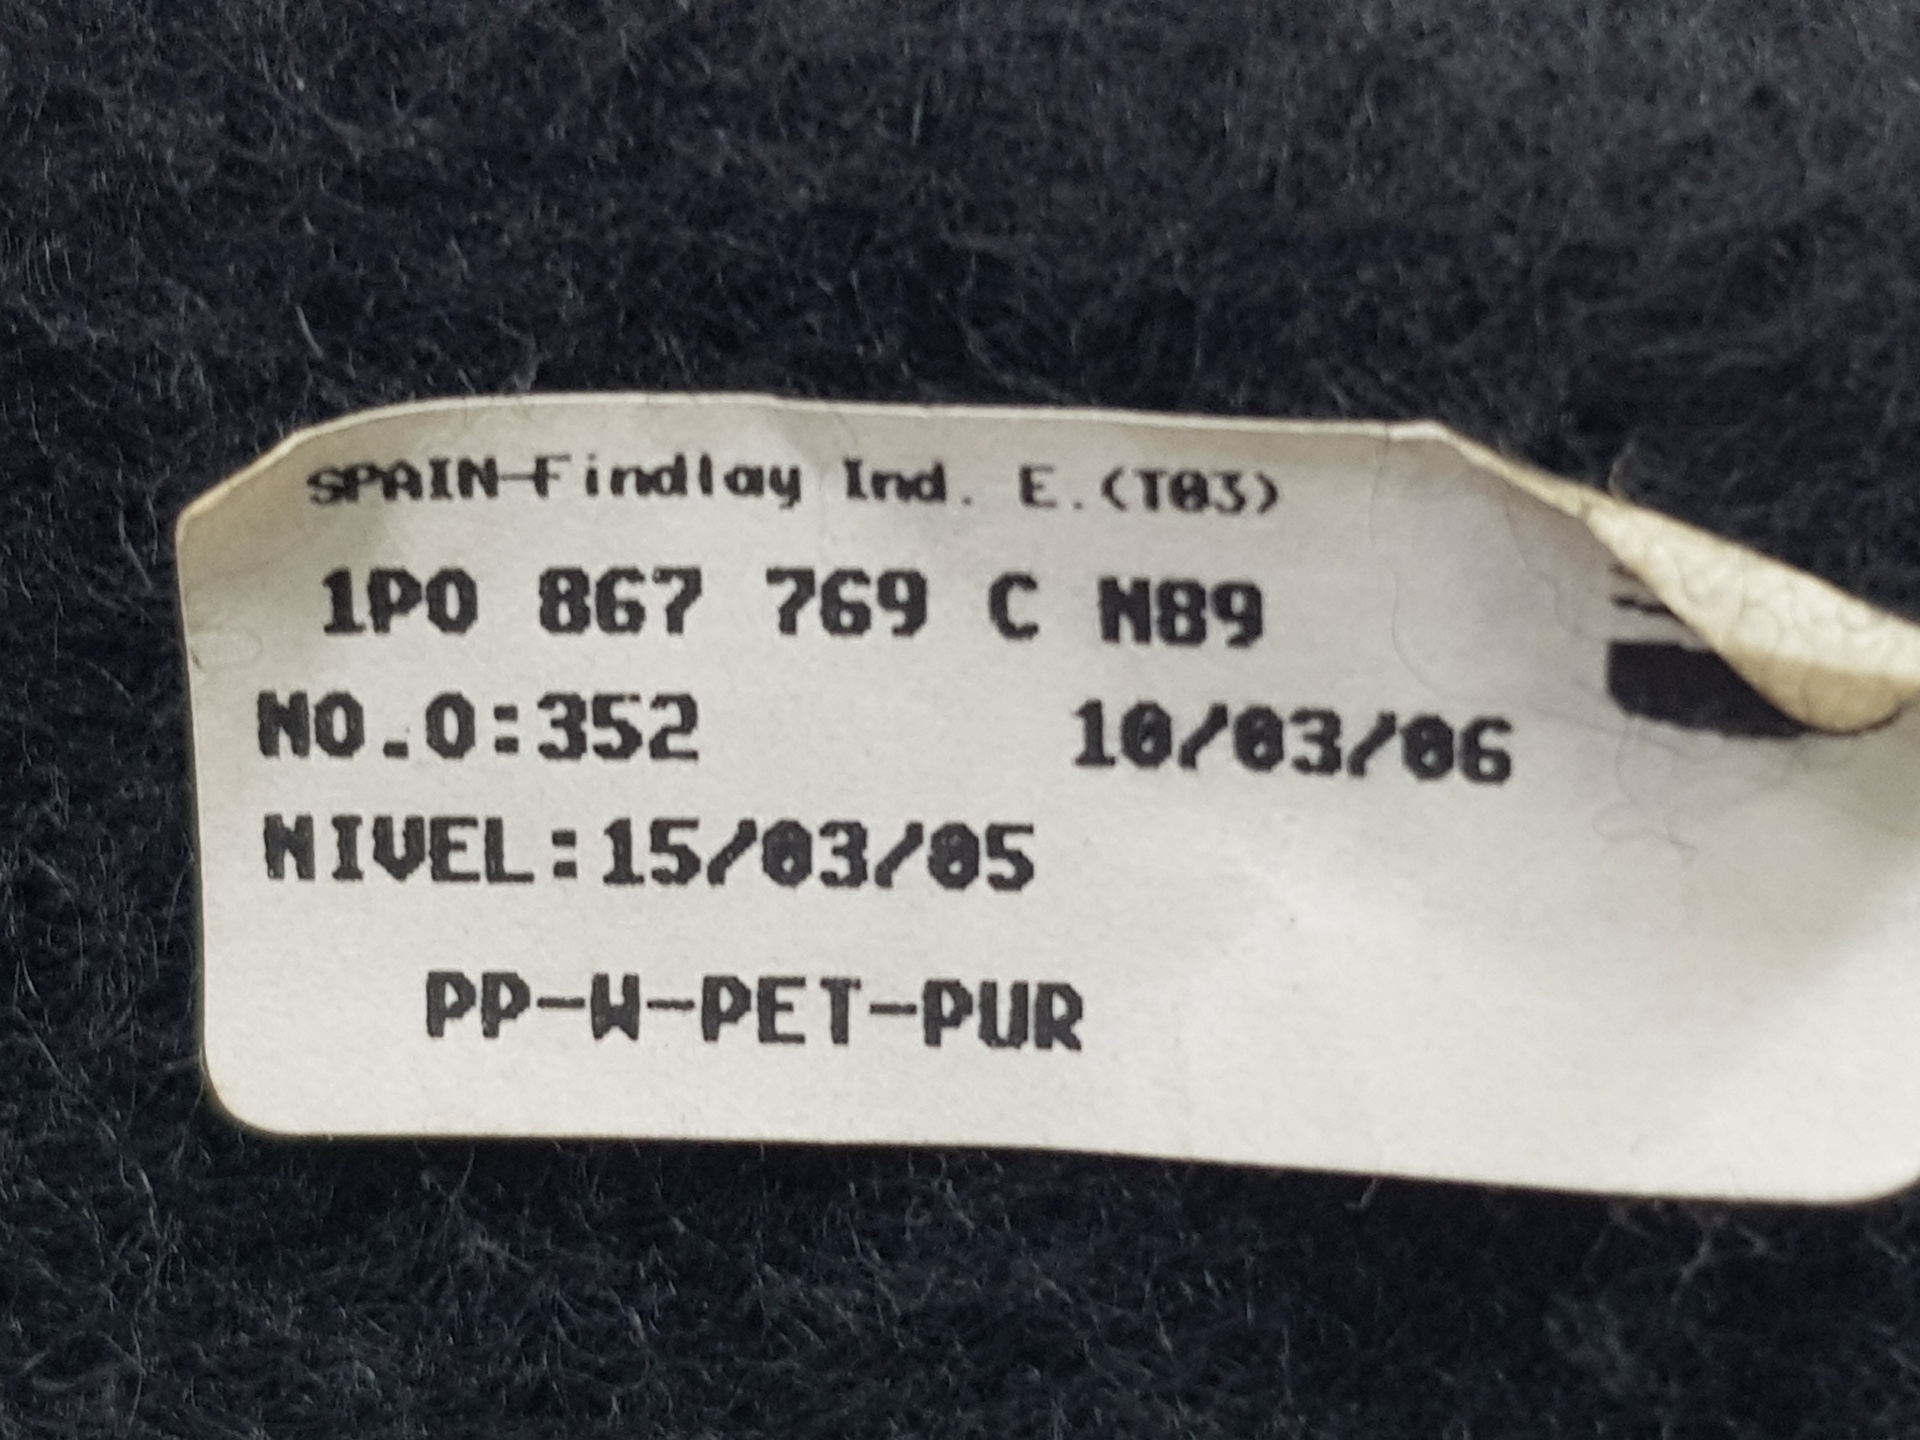 SPAIN-Findlay Ind. E.(T03)
1P0 867 769 C N89
NO.O:352 10/03/06
NIVEL:15/03/05
PP-W-PET-PUR